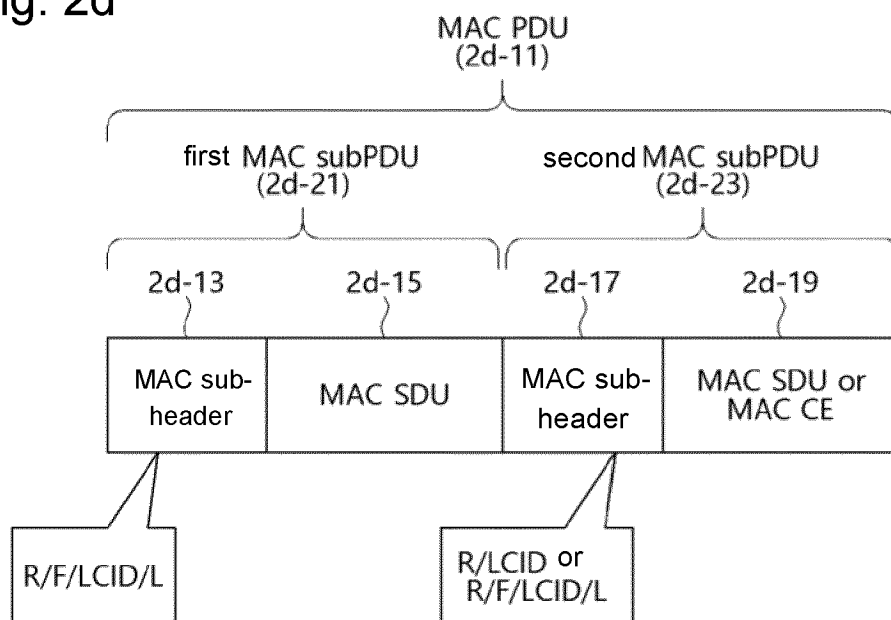 ig. 2d
MAC PDU
(2d-11)
first MAC subPDU
(2d-21)
second MAC subPDU
(2d-23)
2d-13
2d-15
2d-17
2d-19
MAC sub-
header
MAC SDU
MAC sub-
header
MAC SDU or
MAC CE
R/F/LCID/L
R/LCID or
R/F/LCID/L